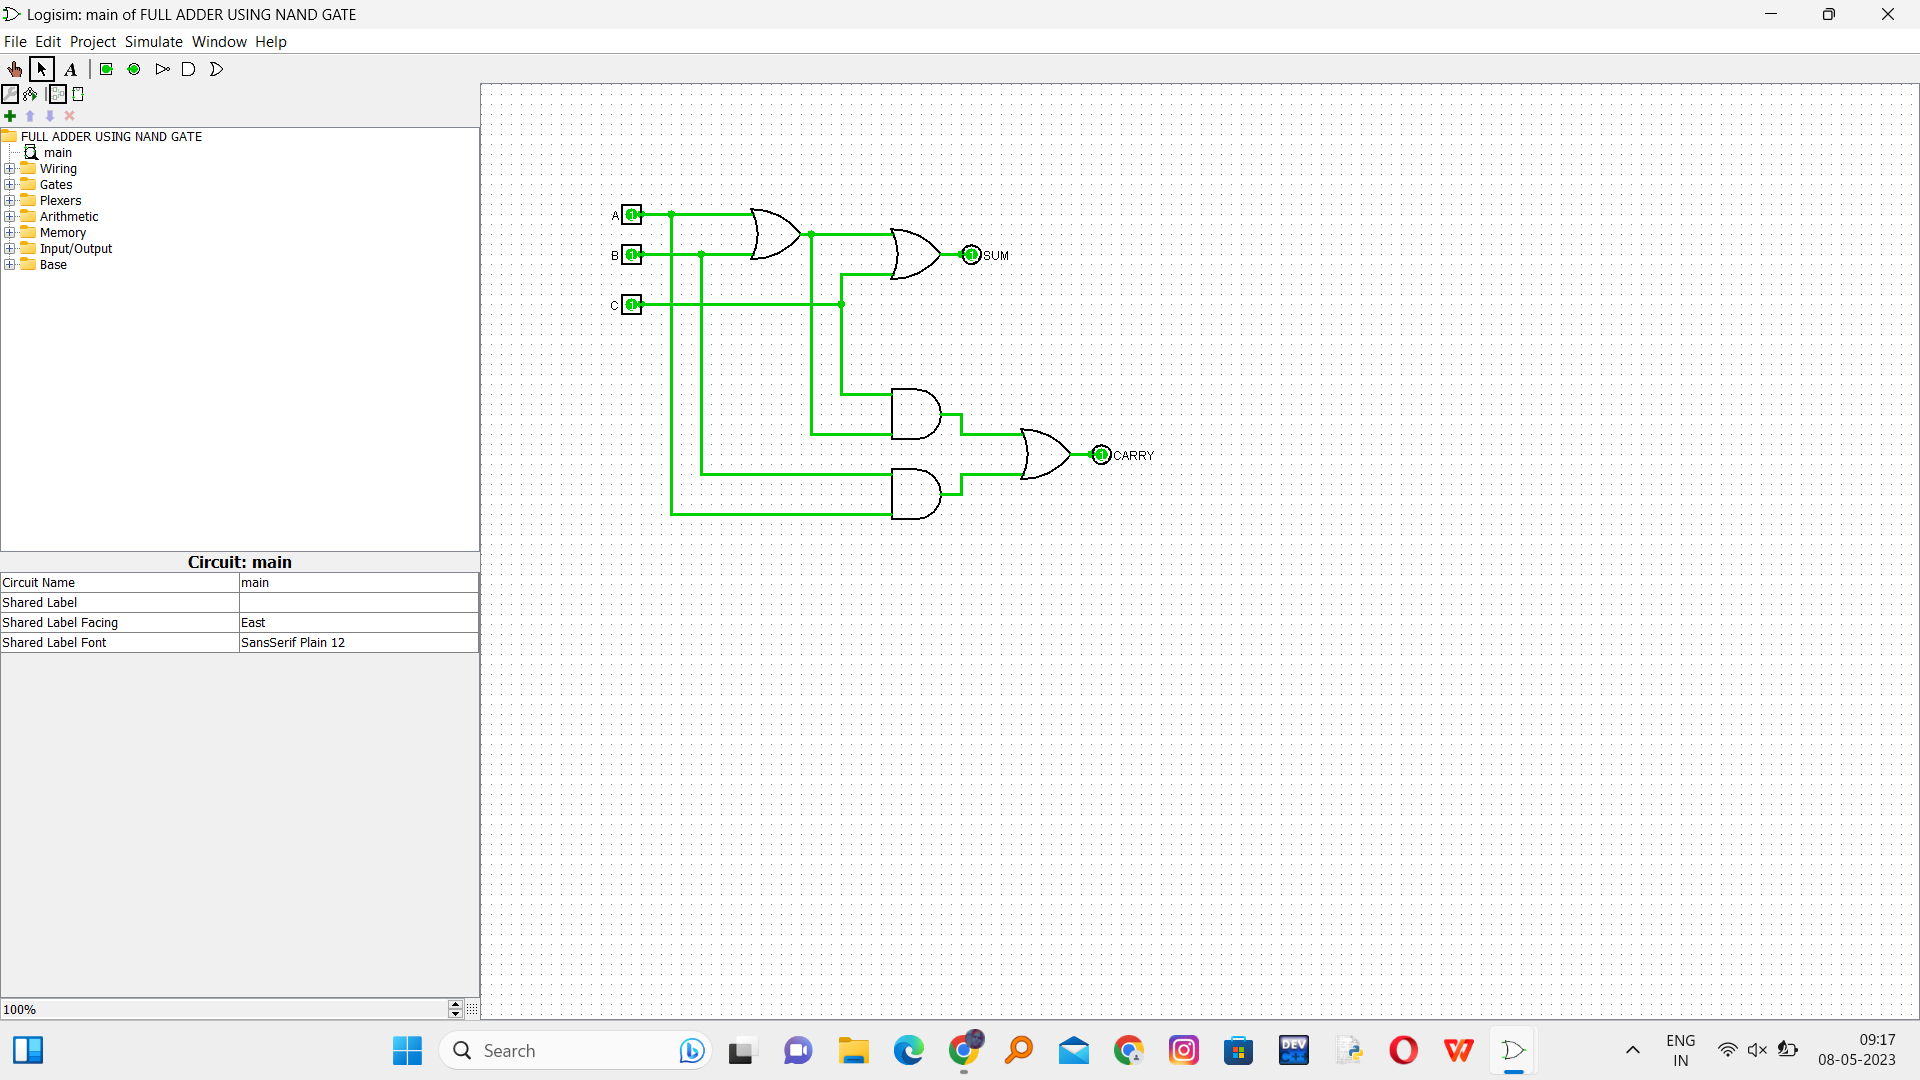 Logisim: main of FULL ADDER USING NAND GATE
File Edit Project Simulate Window Help
A
FULL ADDER USING NAND GATE
main
Wiring
Gates
Plexers
Arithmetic
Memory
Input/Output
Base
Circuit: main
Circuit Name main
Shared Label
Shared Label Facing East
Shared Label Font SansSerif Plain 12
100%
A 1
B 1
C 1
1 SUM
1 CARRY
Search
DEV
C++
ENG
IN
09:17
08-05-2023